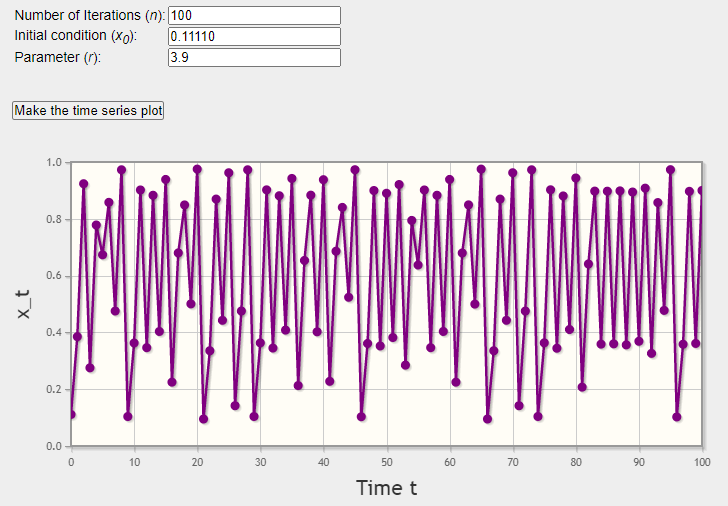 Number of Iterations (n): 100
Initial condition (x0): 0.11110
Parameter (r): 3.9
Make the time series plot
1.0
0.8
0.6
0.4
0.2
0.0
x_t
0 10 20 30 40 50 60 70 80 90 100
Time t